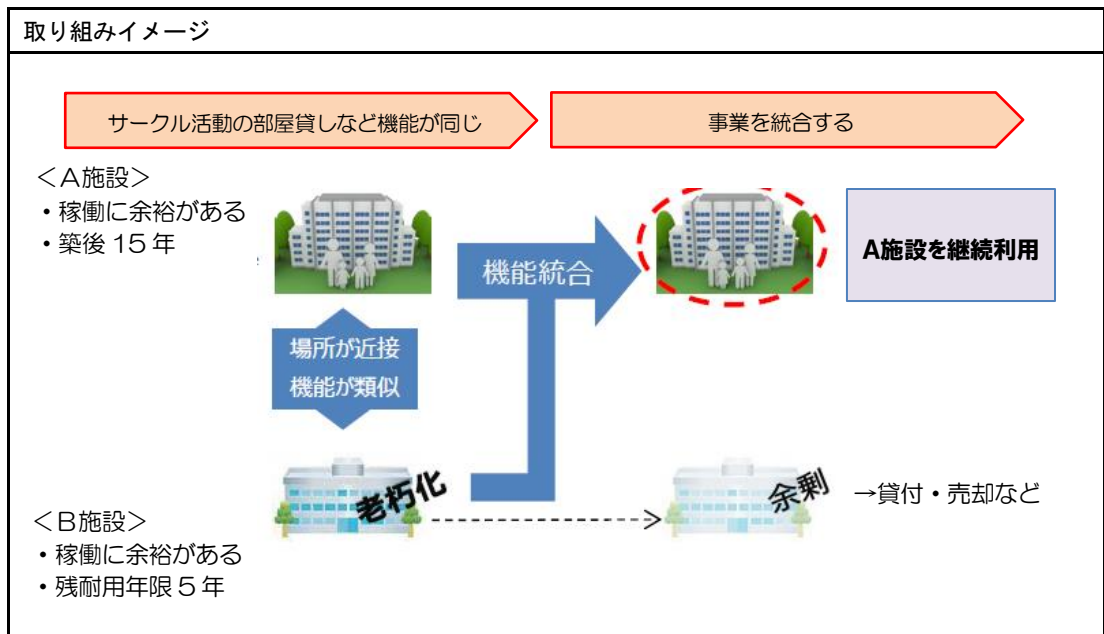 取り組みイメージ
サークル活動の部屋貸しなど機能が同じ
事業を統合する
＜Ａ施設＞
・稼働に余裕がある
・築後 15 年
機能統合
A施設を継続利用
場所が近接
機能が類似
老朽化
余剰
→貸付・売却など
＜Ｂ施設＞
・稼働に余裕がある
・残耐用年限５年